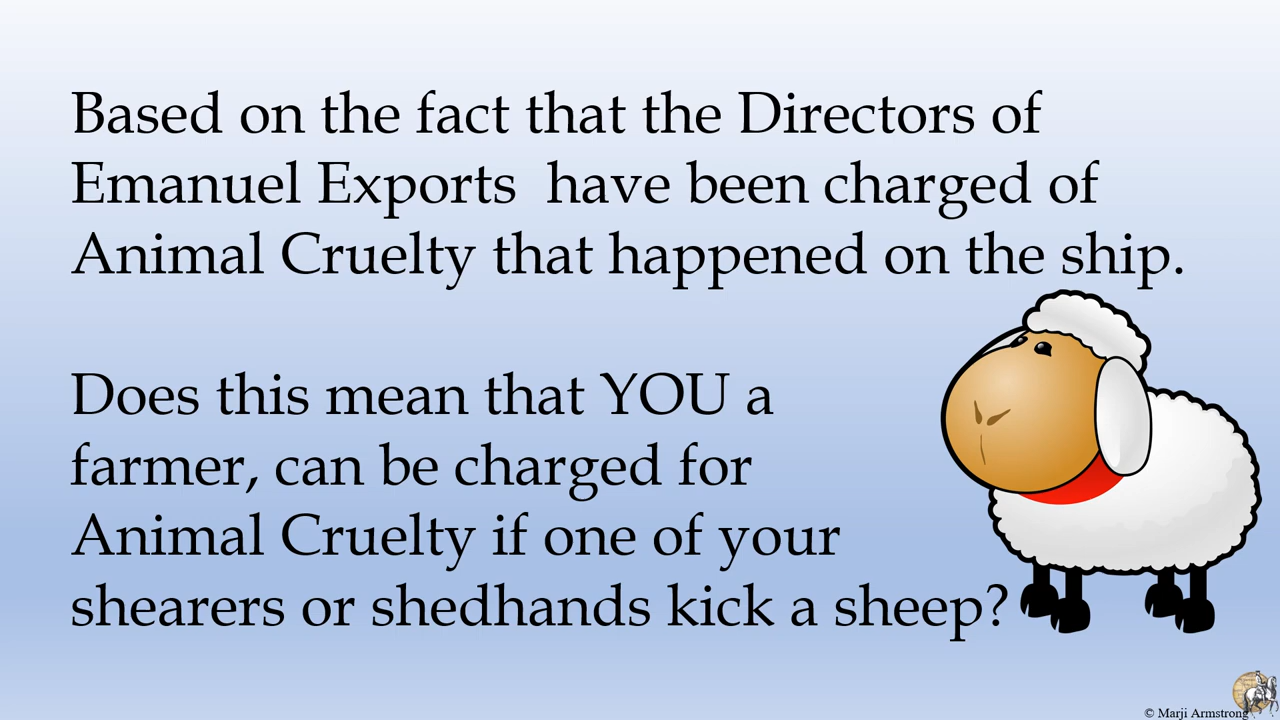 Based on the fact that the Directors of
Emanuel Exports  have been charged of
Animal Cruelty that happened on the ship.
Does this mean that YOU a
farmer, can be charged for
Animal Cruelty if one of your
shearers or shedhands kick a sheep?
© Marji Armstrong